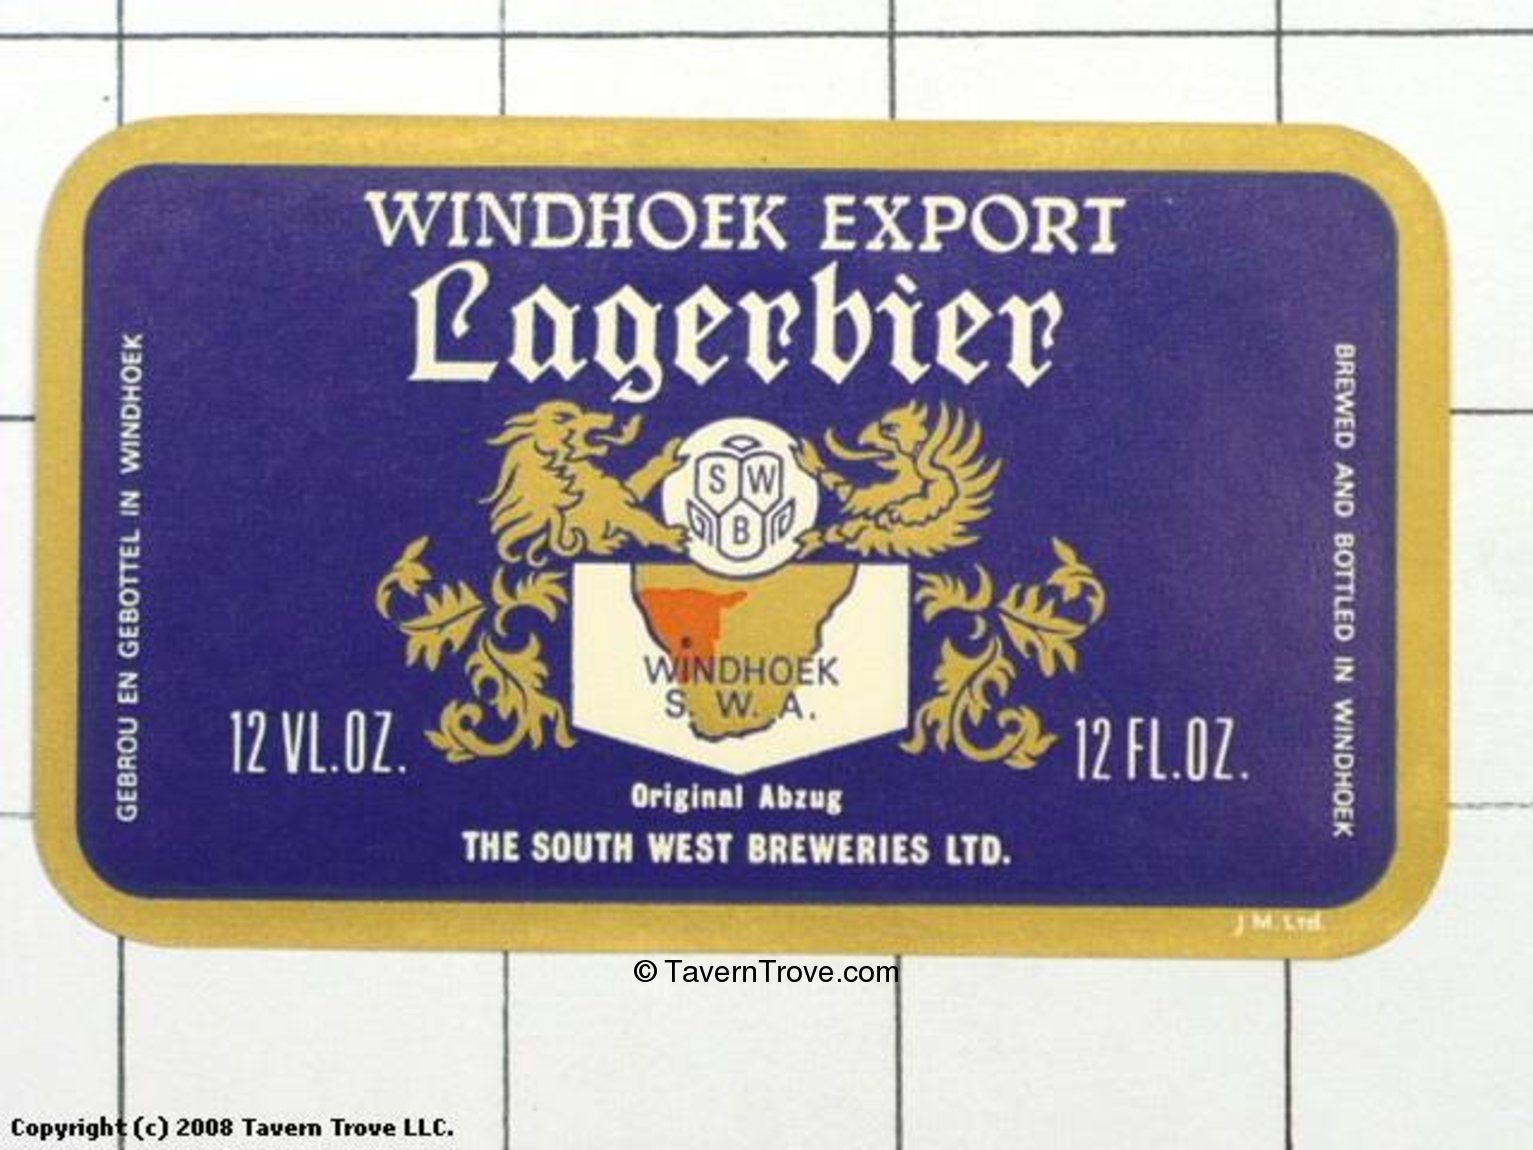 WINDHOEK EXPORT
Lagerbier
GEBROU EN GEBOTTEL IN WINDHOEK
BREWED AND BOTTLED IN WINDHOEK
S W
B
WINDHOEK
S. W. A.
12 VL.OZ.
12 FL.OZ.
Original Abzug
THE SOUTH WEST BREWERIES LTD.
J M. Ltd.
© TavernTrove.com
Copyright (c) 2008 Tavern Trove LLC.